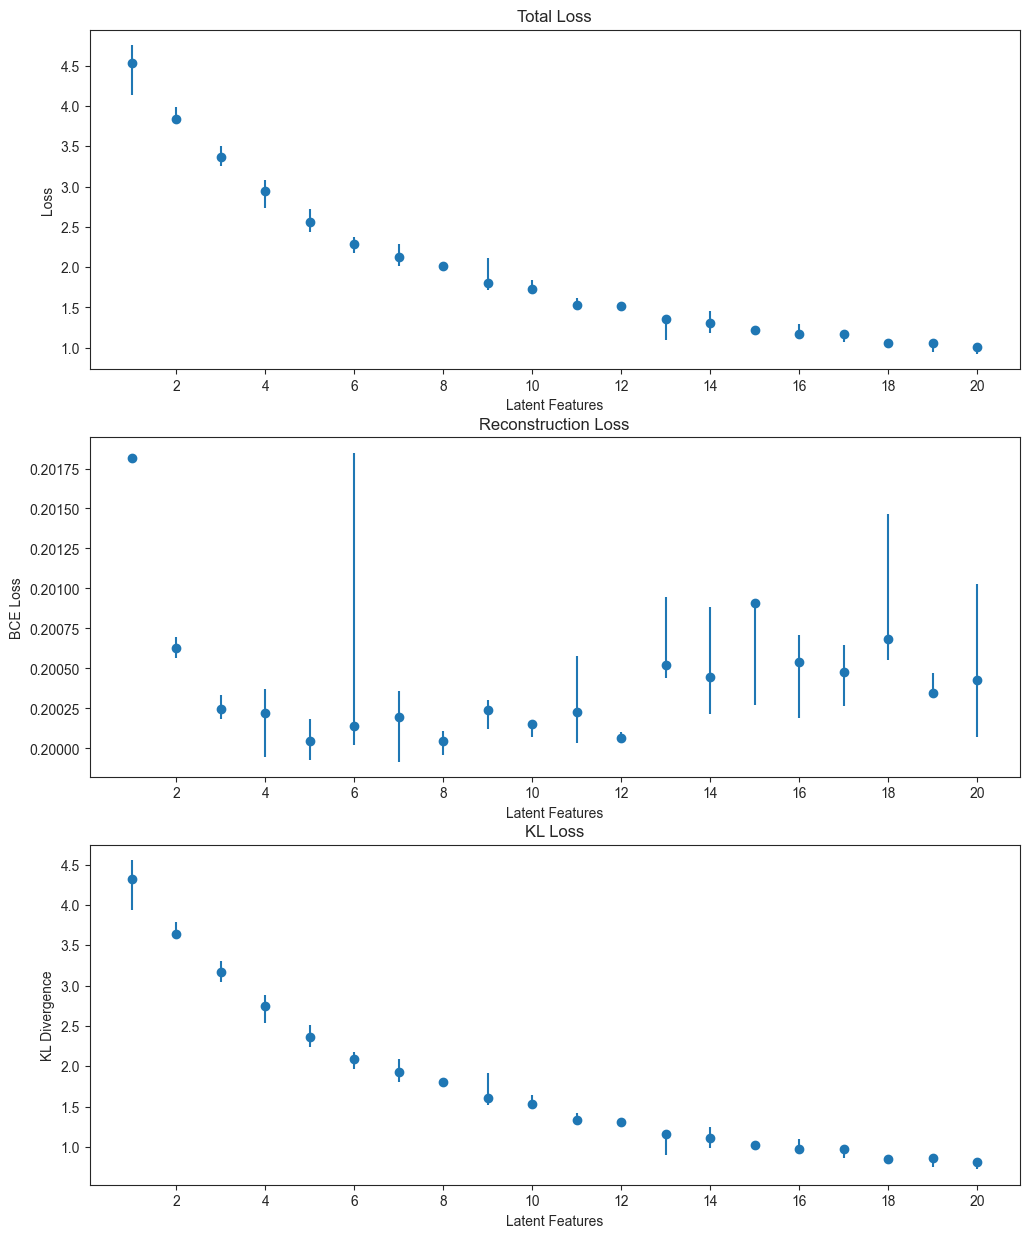 Total Loss
4.5
4.0
3.5
3.0
2.5
2.0
1.5
1.0
Loss
2 4 6 8 10 12 14 16 18 20
Latent Features
Reconstruction Loss
0.20175
0.20150
0.20125
0.20100
0.20075
0.20050
0.20025
0.20000
BCE Loss
2 4 6 8 10 12 14 16 18 20
Latent Features
KL Loss
4.5
4.0
3.5
3.0
2.5
2.0
1.5
1.0
KL Divergence
2 4 6 8 10 12 14 16 18 20
Latent Features